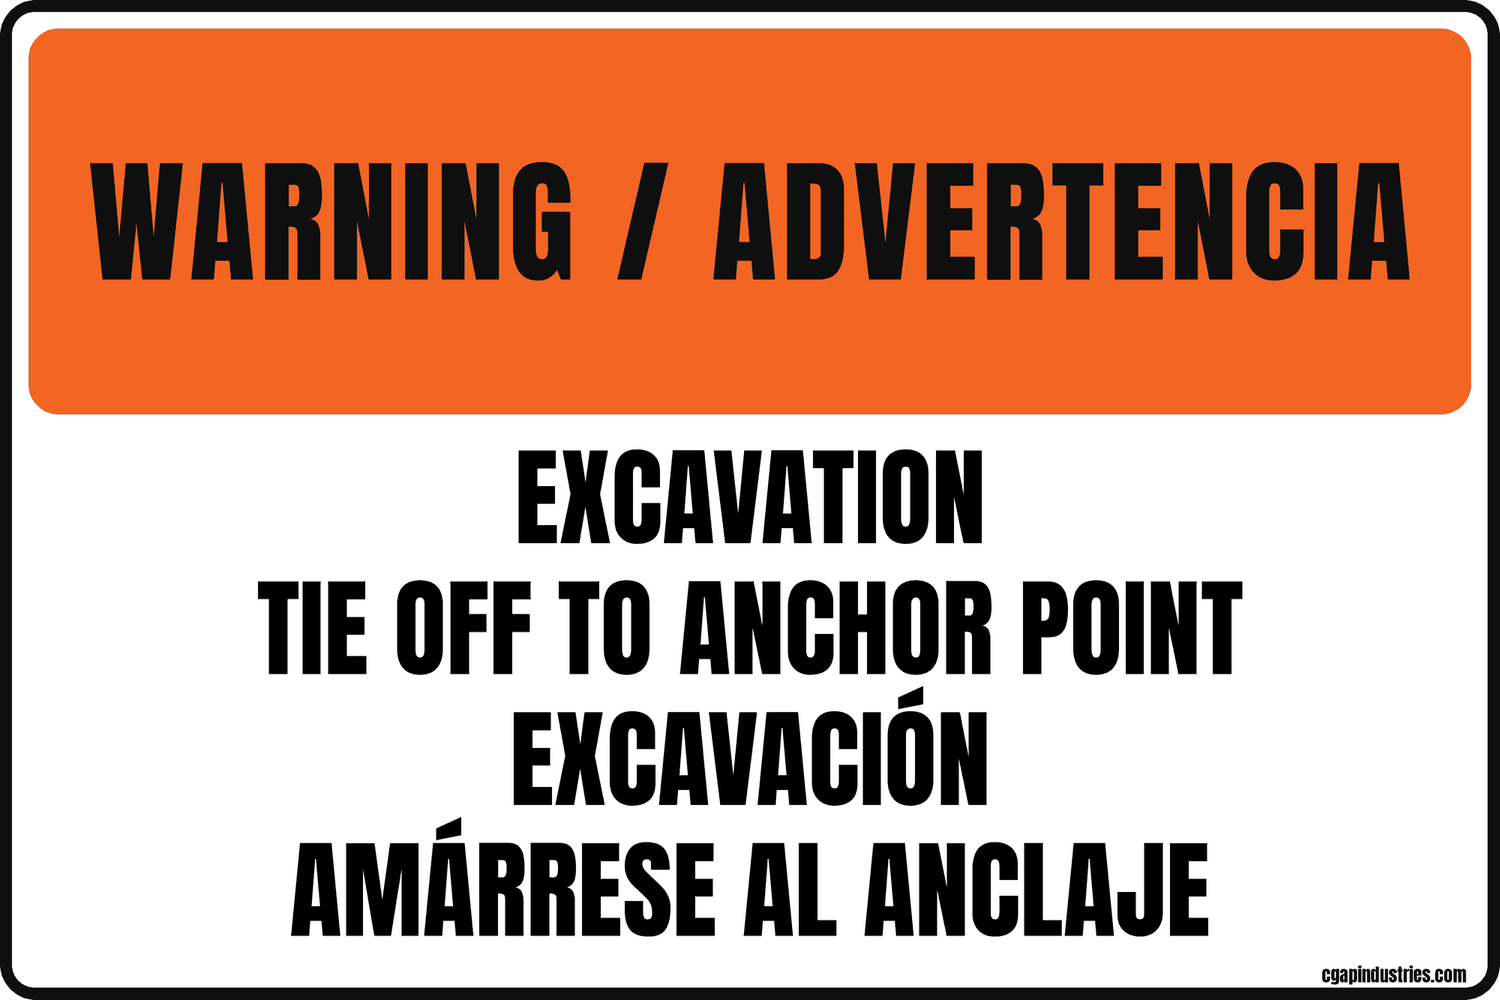 WARNING / ADVERTENCIA
EXCAVATION
TIE OFF TO ANCHOR POINT
EXCAVACIÓN
AMÁRRESE AL ANCLAJE
cgapindustries.com